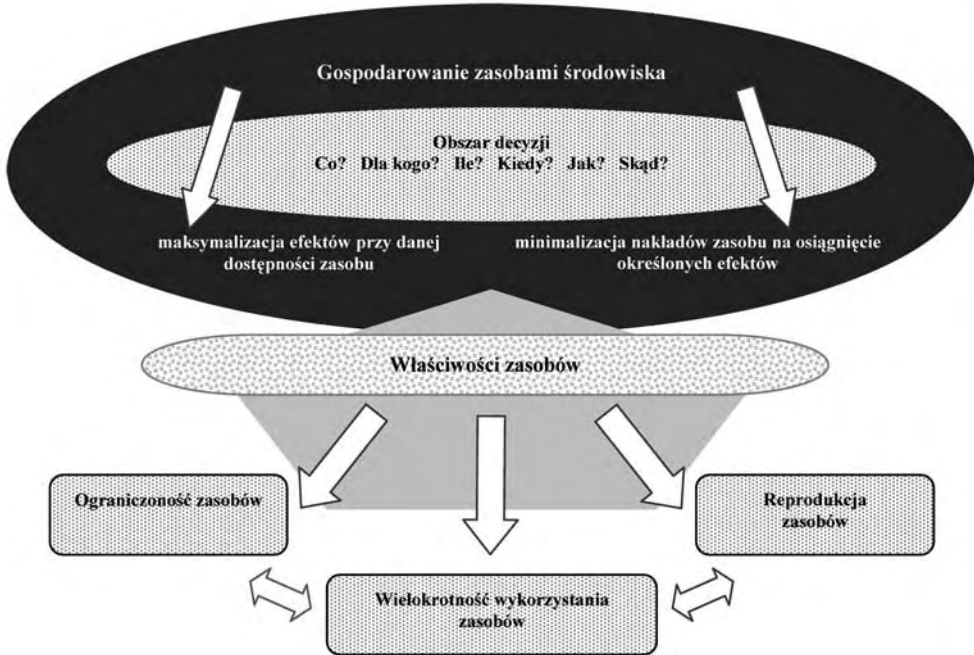 Gospodarowanie zasobami środowiska
Obszar decyzji
Co? Dla kogo? Ile? Kiedy? Jak? Skąd?
maksymalizacja efektów przy danej
dostępności zasobu
minimalizacja nakładów zasobu na osiągnięcie
określonych efektów
Właściwości zasobów
Ograniczoność zasobów
Reprodukcja
zasobów
Wielokrotność wykorzystania
zasobów